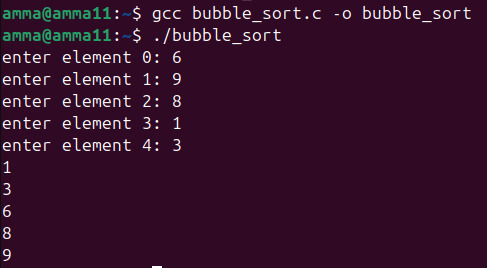 amma@amma11:~$ gcc bubble_sort.c -o bubble_sort
amma@amma11:~$ ./bubble_sort
enter element 0: 6
enter element 1: 9
enter element 2: 8
enter element 3: 1
enter element 4: 3
1
3
6
8
9